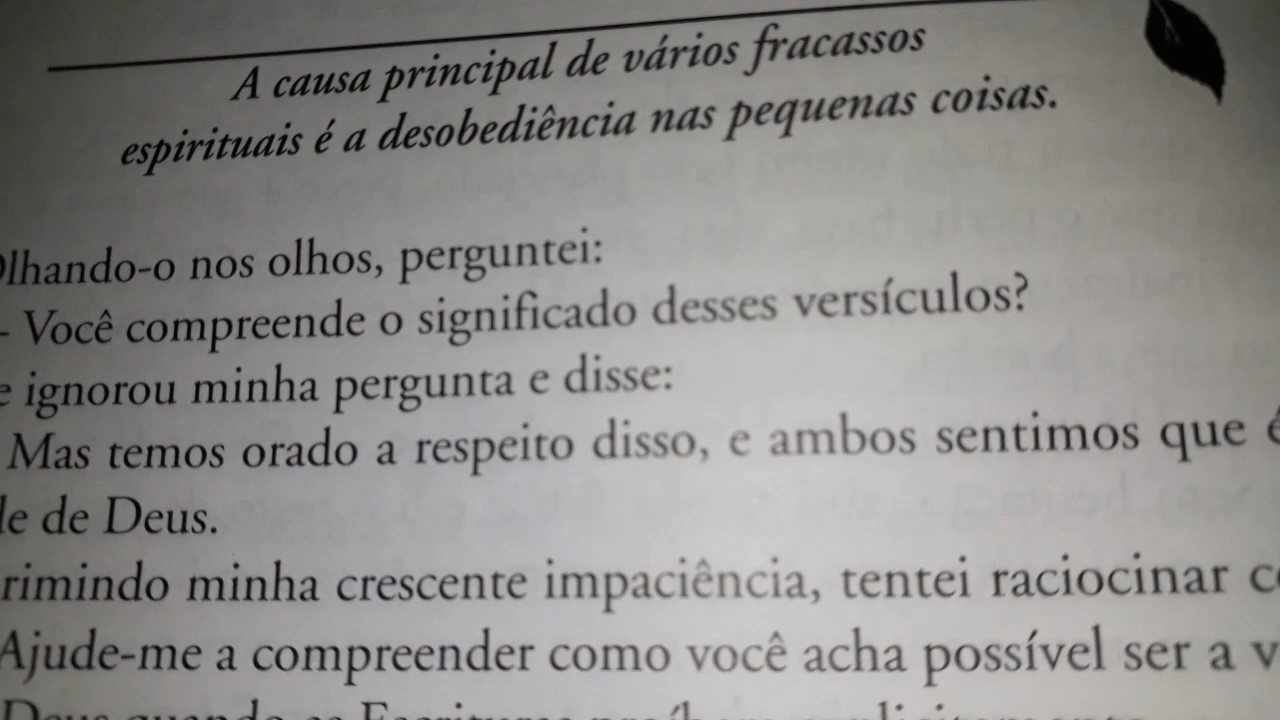 A causa principal de vários fracassos
espirituais é a desobediência nas pequenas coisas.
Olhando-o nos olhos, perguntei:
- Você compreende o significado desses versículos?
e ignorou minha pergunta e disse:
Mas temos orado a respeito disso, e ambos sentimos que é
de de Deus.
rimindo minha crescente impaciência, tentei raciocinar
Ajude-me a compreender como você acha possível ser a v